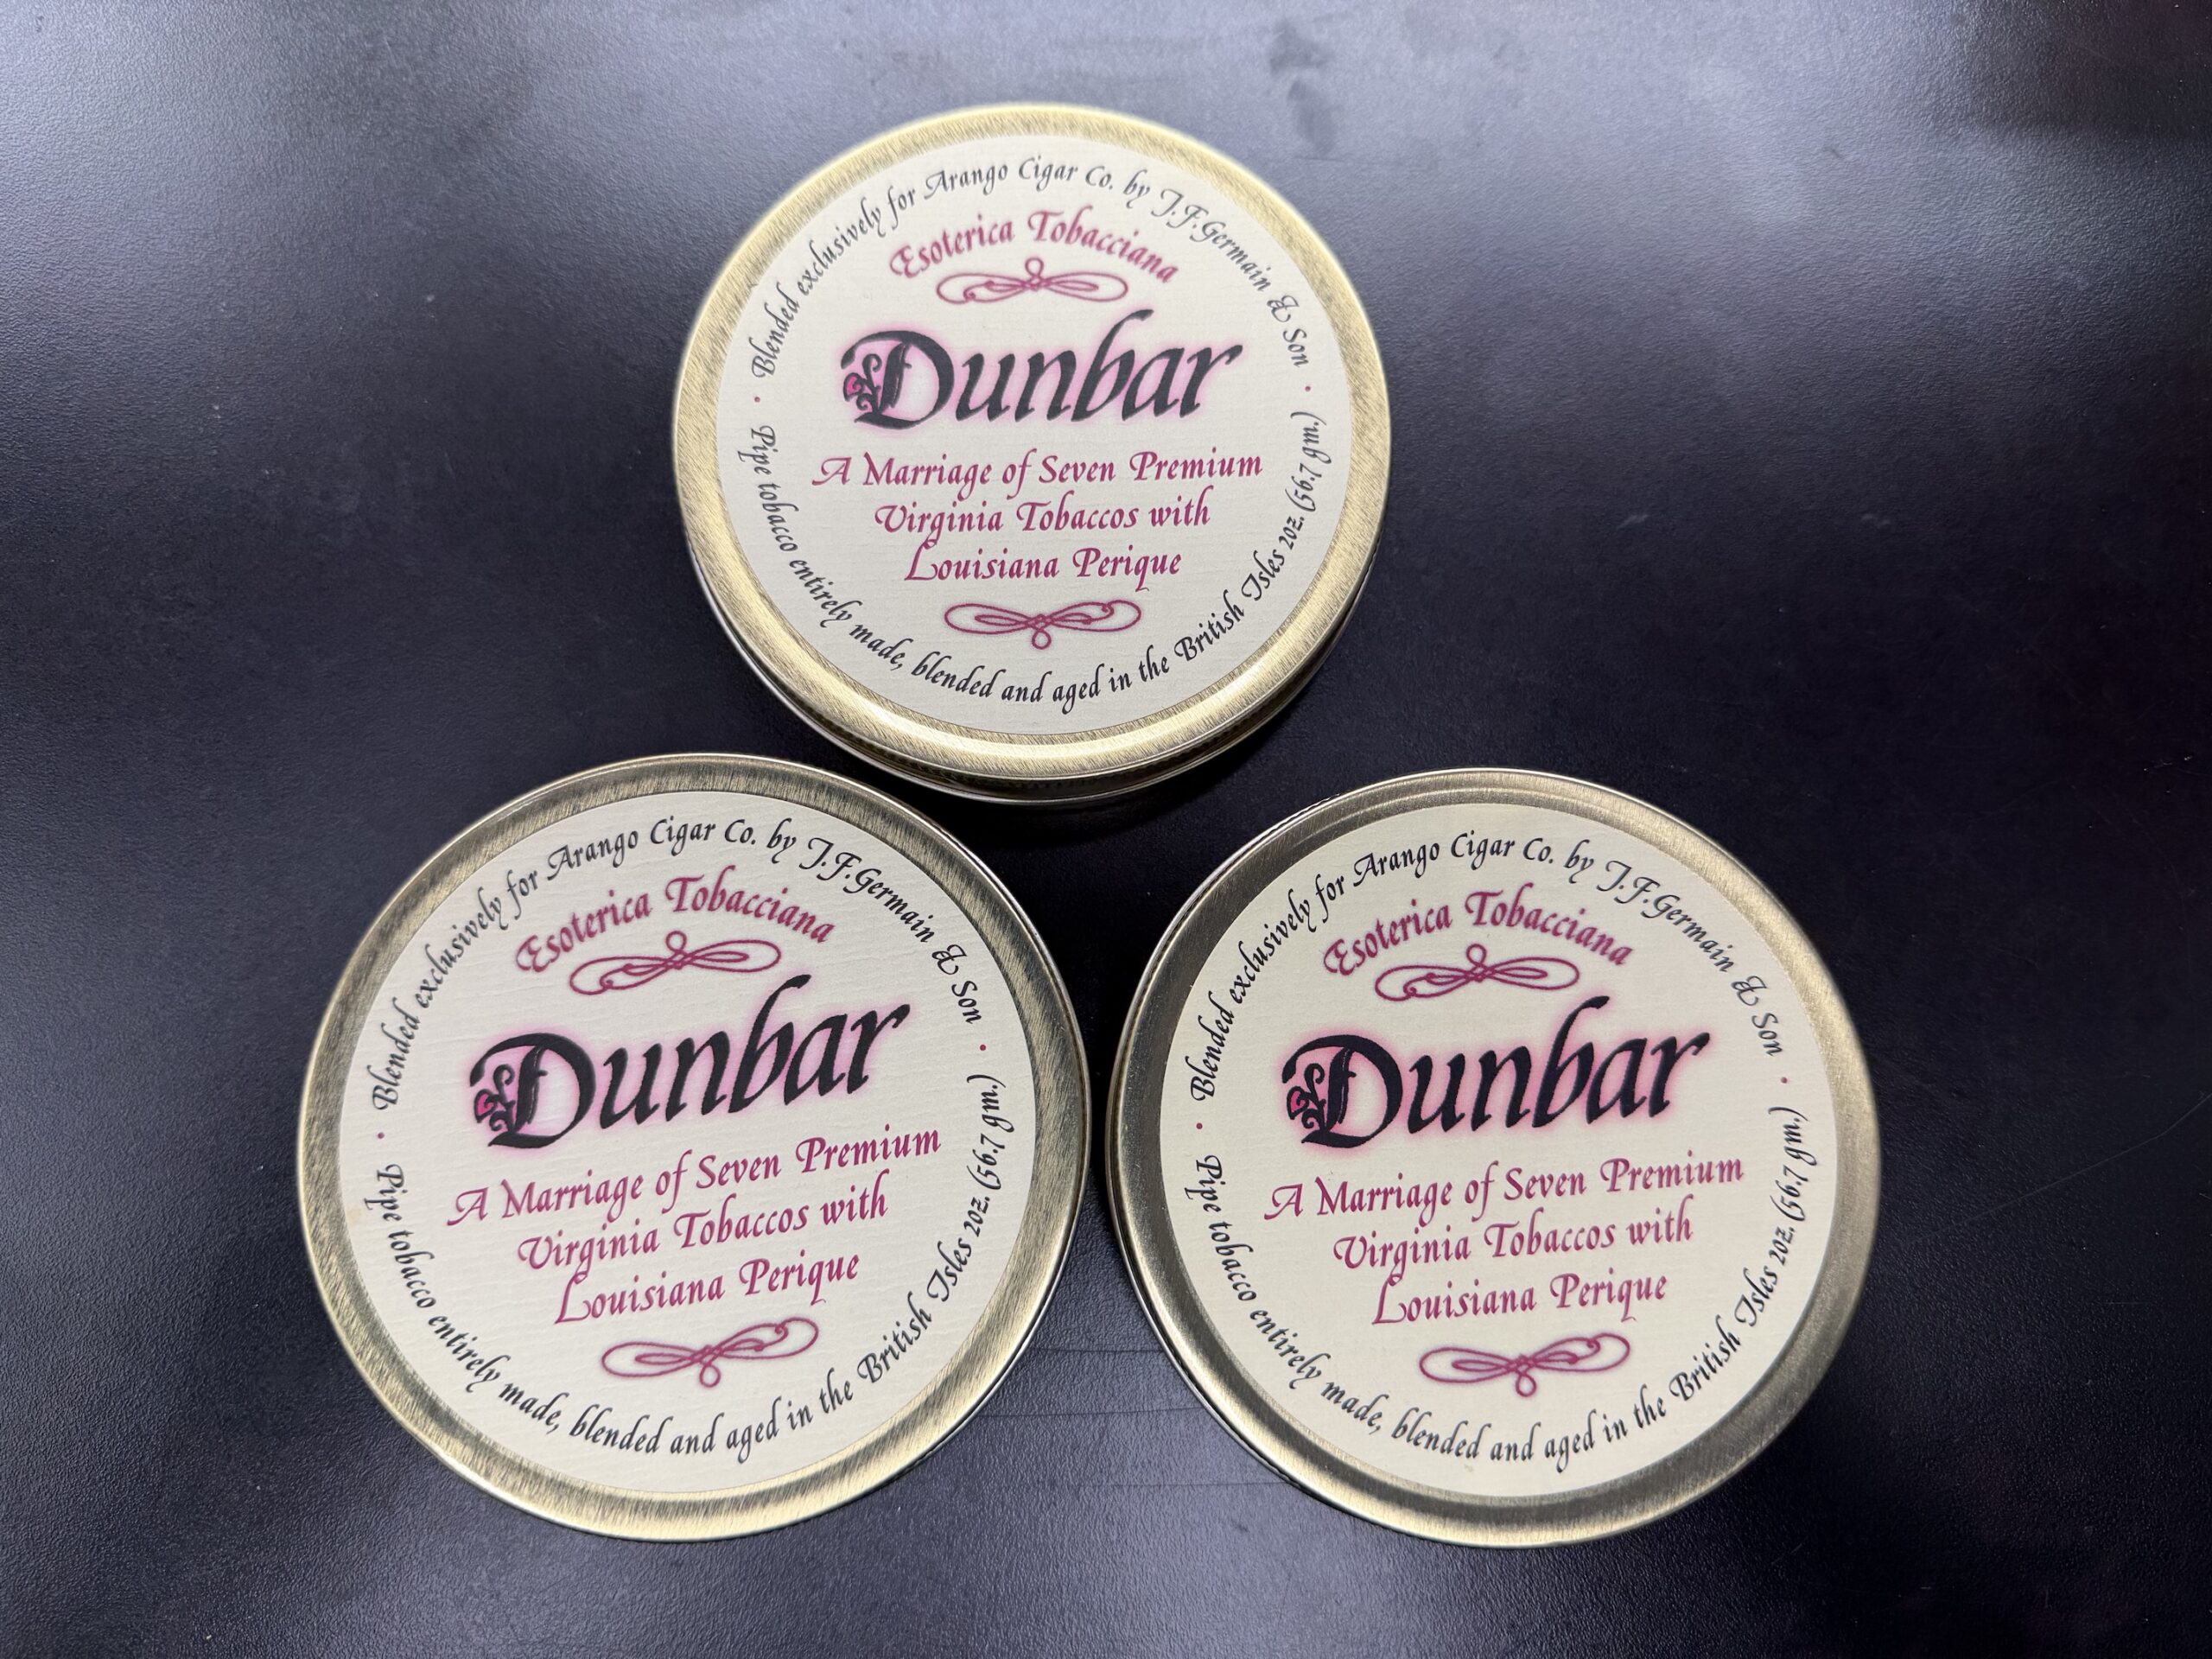 Blended exclusively for Arango Cigar Co. by J.F.Germain & Son
Esoterica Tobacciana
Dunbar
A Marriage of Seven Premium
Virginia Tobaccos with
Louisiana Perique
Pipe tobacco entirely made, blended and aged in the British Isles 2oz. (56.7 gm.)
Blended exclusively for Arango Cigar Co. by J.F.Germain & Son
Esoterica Tobacciana
Dunbar
A Marriage of Seven Premium
Virginia Tobaccos with
Louisiana Perique
Pipe tobacco entirely made, blended and aged in the British Isles 2oz. (56.7 gm.)
Blended exclusively for Arango Cigar Co. by J.F.Germain & Son
Esoterica Tobacciana
Dunbar
A Marriage of Seven Premium
Virginia Tobaccos with
Louisiana Perique
Pipe tobacco entirely made, blended and aged in the British Isles 2oz. (56.7 gm.)